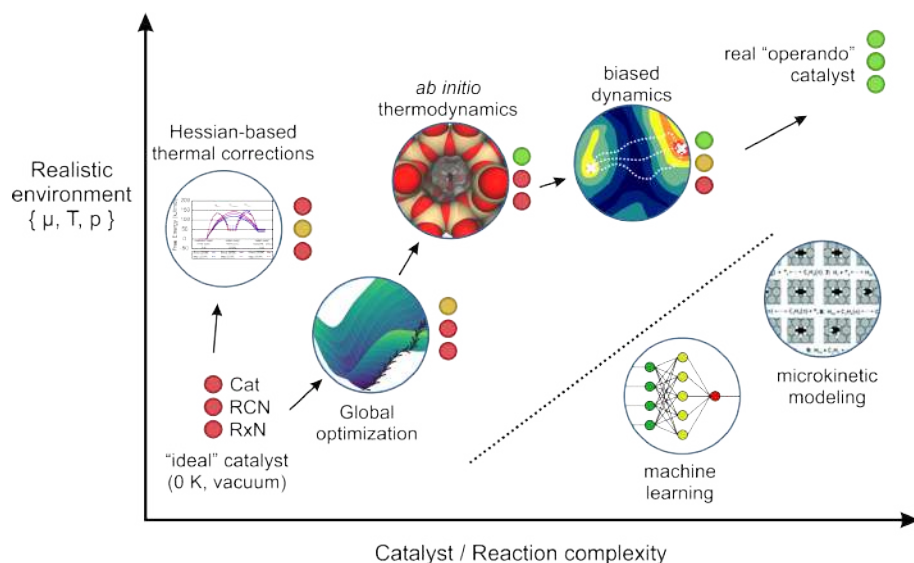 real “operando”
catalyst
biased
dynamics
ab initio
thermodynamics
Hessian-based
thermal corrections
Realistic
environment
{ μ, T, p }
Cat
RCN
RxN
“ideal” catalyst
(0 K, vacuum)
Global
optimization
machine
learning
microkinetic
modeling
Catalyst / Reaction complexity